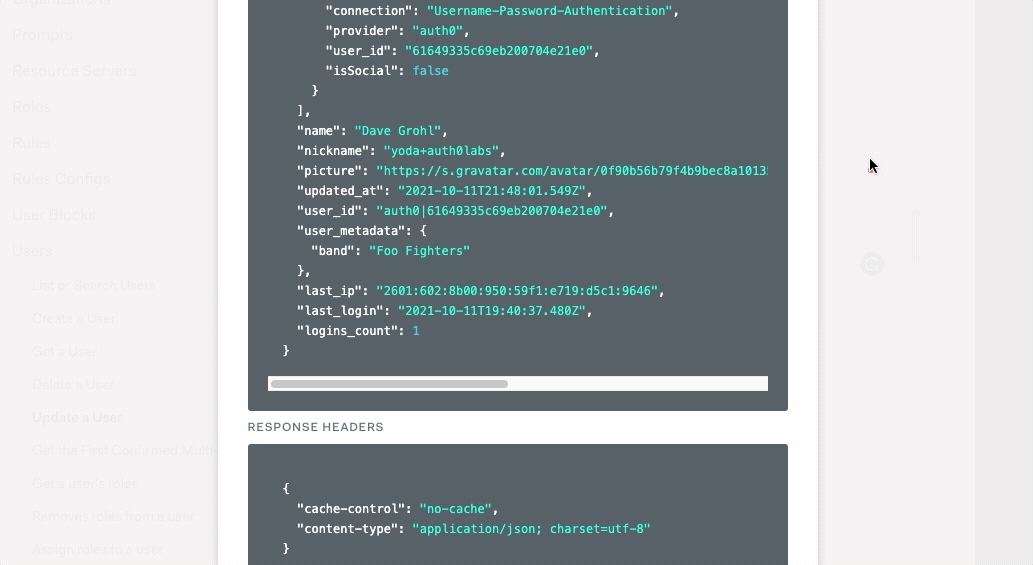 Organizations
Prompts
Resource Servers
Roles
Rules
Rules Configs
User Blocks
Users
List or Search Users
Create a User
Get a User
Delete a User
Update a User
Get the First Confirmed Multi-
Get a user's roles
Removes roles from a user
Assign roles to a user
"connection": "Username-Password-Authentication",
"provider": "auth0",
"user_id": "61649335c69eb200704e21e0",
"isSocial": false
}
],
"name": "Dave Grohl",
"nickname": "yoda+auth0labs",
"picture": "https://s.gravatar.com/avatar/0f90b56b79f4b9bec8a1013
"updated_at": "2021-10-11T21:48:01.549Z",
"user_id": "auth0|61649335c69eb200704e21e0",
"user_metadata": {
"band": "Foo Fighters"
},
"last_ip": "2601:602:8b00:950:59f1:e719:d5c1:9646",
"last_login": "2021-10-11T19:40:37.480Z",
"logins_count": 1
}
RESPONSE HEADERS
{
"cache-control": "no-cache",
"content-type": "application/json; charset=utf-8"
}